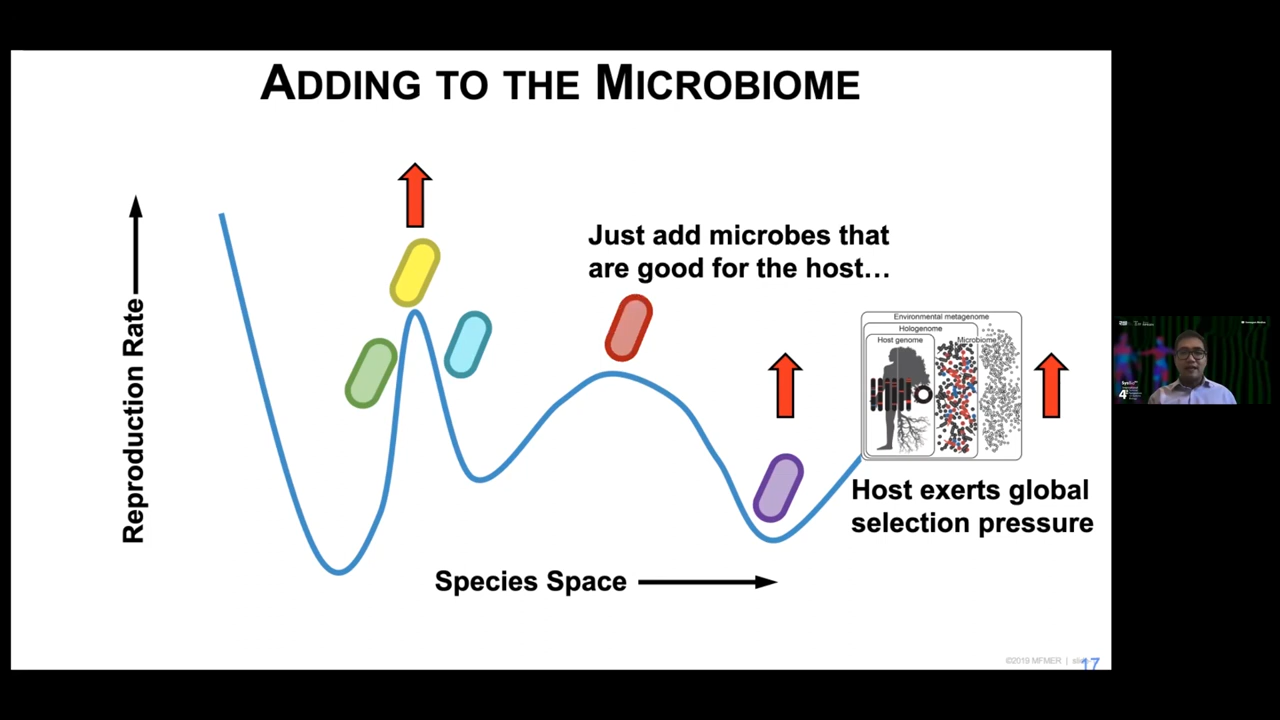 ADDING TO THE MICROBIOME
Just add microbes that
are good for the host…
Environmental metagenome
Hologenome
Host genome
Microbiome
Reproduction Rate
Host exerts global
selection pressure
Species Space
©2019 MFMER |
17